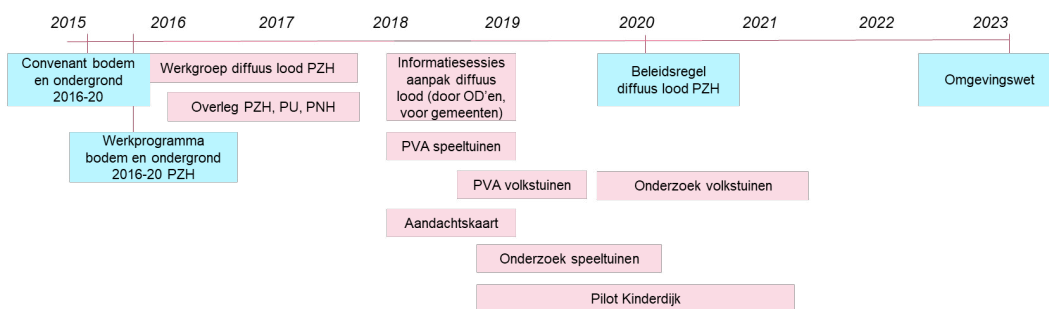 2015 2016 2017 2018 2019 2020 2021 2022 2023
Convenant bodem
en ondergrond
2016-20
Werkgroep diffuus lood PZH
Overleg PZH, PU, PNH
Werkprogramma
bodem en ondergrond
2016-20 PZH
Informatiesessies
aanpak diffuus
lood (door OD'en,
voor gemeenten)
PVA speeltuinen
PVA volkstuinen
Aandachtskaart
Onderzoek speeltuinen
Pilot Kinderdijk
Beleidsregel
diffuus lood PZH
Onderzoek volkstuinen
Omgevingswet